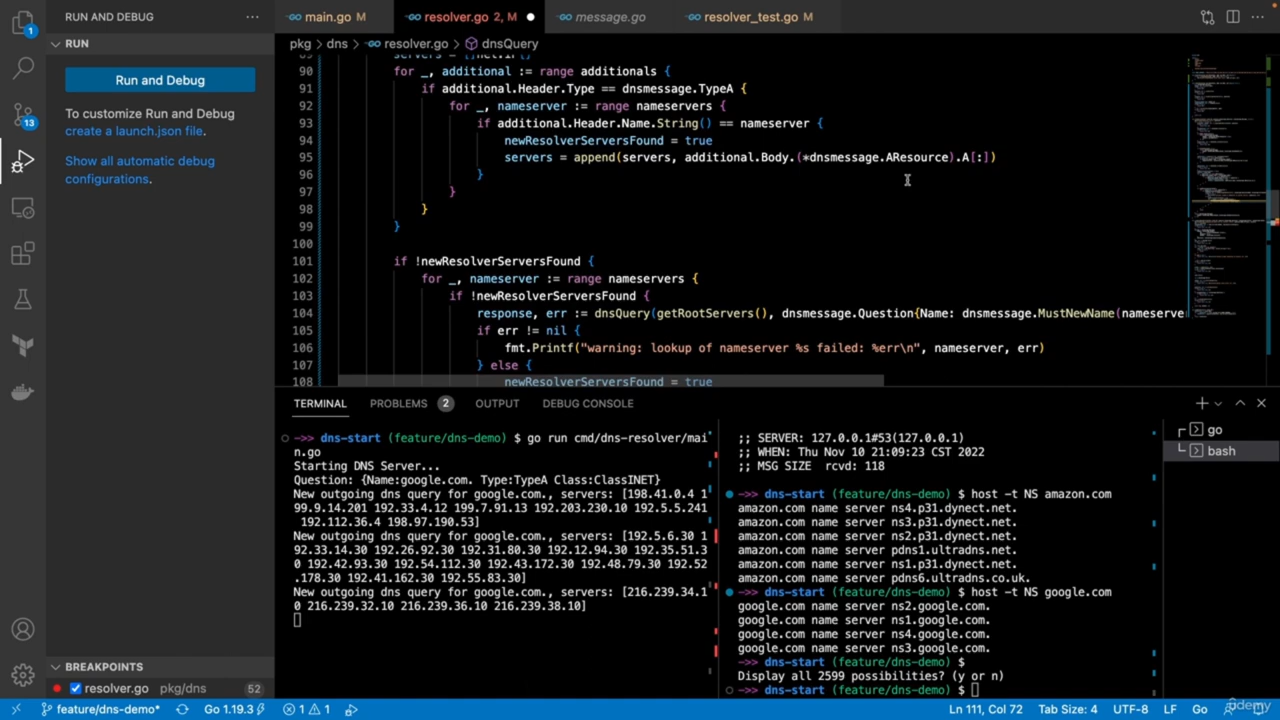 RUN AND DEBUG
main.go M
resolver.go 2, M
message.go
resolver_test.go M
RUN
pkg > dns > resolver.go > dnsQuery
Run and Debug
To customize Run and Debug
create a launch.json file.
Show all automatic debug
configurations.
1
13
89 servers = []net.IP{}
90 for _, additional := range additionals {
91 if additional.Header.Type == dnsmessage.TypeA {
92 for _, nameserver := range nameservers {
93 if additional.Header.Name.String() == nameserver {
94 newResolverServersFound = true
95 servers = append(servers, additional.Body.(*dnsmessage.AResource).A[:])
96 }
97 }
98 }
99 }
100
101 if !newResolverServersFound {
102 for _, nameserver := range nameservers {
103 if !newResolverServersFound {
104 response, err := dnsQuery(getRootServers(), dnsmessage.Question{Name: dnsmessage.MustNewName(nameserve
105 if err != nil {
106 fmt.Printf("warning: lookup of nameserver %s failed: %err\n", nameserver, err)
107 } else {
108 newResolverServersFound = true
TERMINAL PROBLEMS 2 OUTPUT DEBUG CONSOLE
->> dns-start (feature/dns-demo) $ go run cmd/dns-resolver/mai
n.go
Starting DNS Server...
Question: {Name:google.com. Type:TypeA Class:ClassINET}
New outgoing dns query for google.com., servers: [198.41.0.4 1
99.9.14.201 192.33.4.12 199.7.91.13 192.203.230.10 192.5.5.241
192.112.36.4 198.97.190.53]
New outgoing dns query for google.com., servers: [192.5.6.30 1
92.33.14.30 192.26.92.30 192.31.80.30 192.12.94.30 192.35.51.3
0 192.42.93.30 192.54.112.30 192.43.172.30 192.48.79.30 192.52
.178.30 192.41.162.30 192.55.83.30]
New outgoing dns query for google.com., servers: [216.239.34.1
0 216.239.32.10 216.239.36.10 216.239.38.10]
;; SERVER: 127.0.0.1#53(127.0.0.1)
;; WHEN: Thu Nov 10 21:09:23 CST 2022
;; MSG SIZE rcvd: 118
->> dns-start (feature/dns-demo) $ host -t NS amazon.com
amazon.com name server ns4.p31.dynect.net.
amazon.com name server ns3.p31.dynect.net.
amazon.com name server ns2.p31.dynect.net.
amazon.com name server pdns1.ultradns.net.
amazon.com name server ns1.p31.dynect.net.
amazon.com name server pdns6.ultradns.co.uk.
->> dns-start (feature/dns-demo) $ host -t NS google.com
google.com name server ns2.google.com.
google.com name server ns1.google.com.
google.com name server ns4.google.com.
google.com name server ns3.google.com.
->> dns-start (feature/dns-demo) $
Display all 2599 possibilities? (y or n)
->> dns-start (feature/dns-demo) $
go
bash
BREAKPOINTS
resolver.go pkg/dns 52
feature/dns-demo* Go 1.19.3 1 1
Ln 111, Col 72 Tab Size: 4 UTF-8 LF Go
udemy